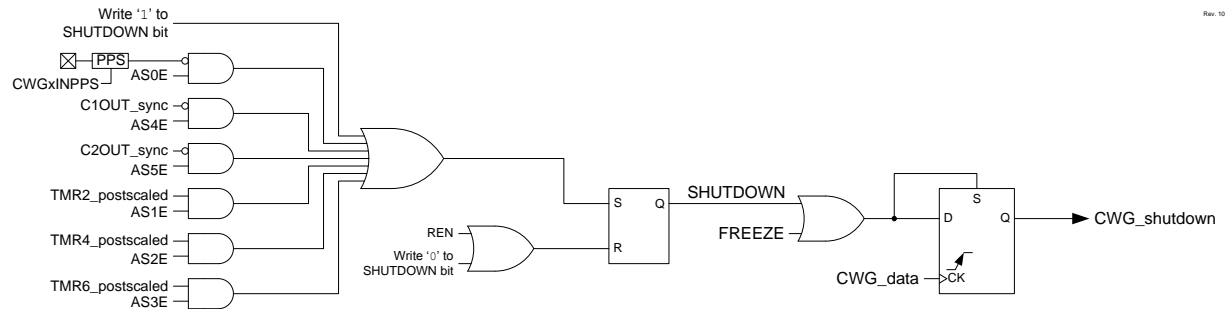 Write ‘1’ to
SHUTDOWN bit
Rev. 10
PPS
AS0E
CWGxINPPS
C1OUT_sync
AS4E
C2OUT_sync
AS5E
TMR2_postscaled
AS1E
TMR4_postscaled
AS2E
TMR6_postscaled
AS3E
REN
Write ‘0’ to
SHUTDOWN bit
S
Q
R
SHUTDOWN
FREEZE
S
D
Q
CWG_data
CK
CWG_shutdown